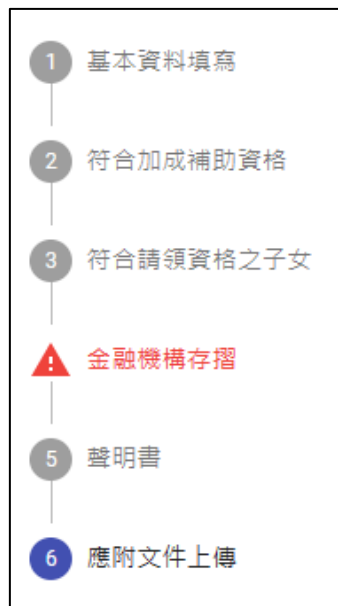 1 基本資料填寫
2 符合加成補助資格
3 符合請領資格之子女
! 金融機構存摺
5 聲明書
6 應附文件上傳